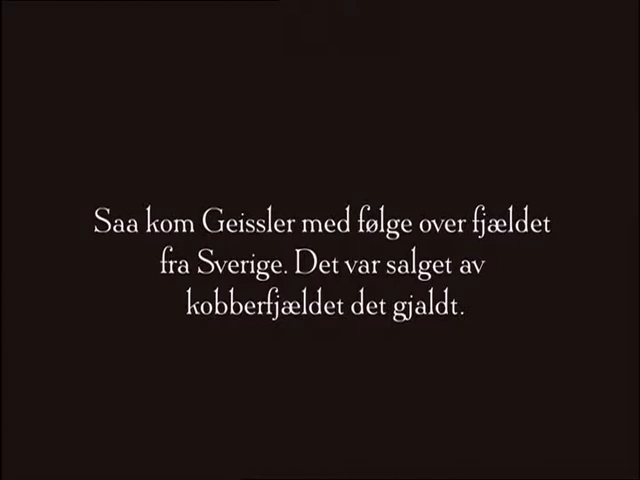 Saa kom Geissler med følge over fjældet
fra Sverige. Det var salget av
kobberfjældet det gjaldt.